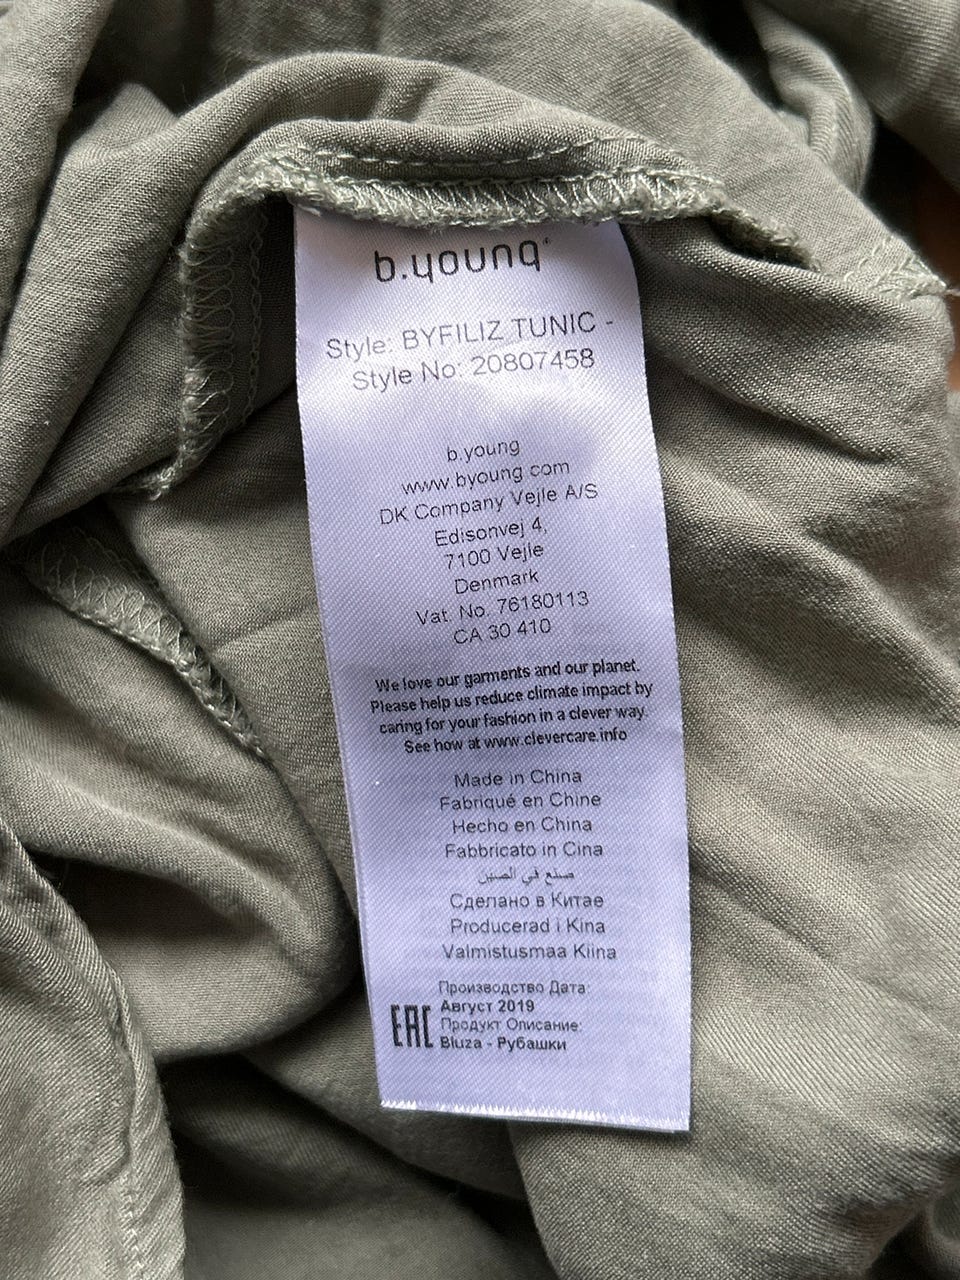 b.young®
Style: BYFILIZ TUNIC -
Style No: 20807458
b.young
www.byoung.com
DK Company Vejle A/S
Edisonvej 4,
7100 Vejle
Denmark
Vat. No. 76180113
CA 30 410
We love our garments and our planet.
Please help us reduce climate impact by
caring for your fashion in a clever way.
See how at www.clevercare.info
Made in China
Fabriqué en Chine
Hecho en China
Fabbricato in Cina
صنع في الصين
Сделано в Китае
Producerad i Kina
Valmistusmaa Kiina
Производство Дата:
Август 2019
EAC
Продукт Описание:
Bluza - Рубашки